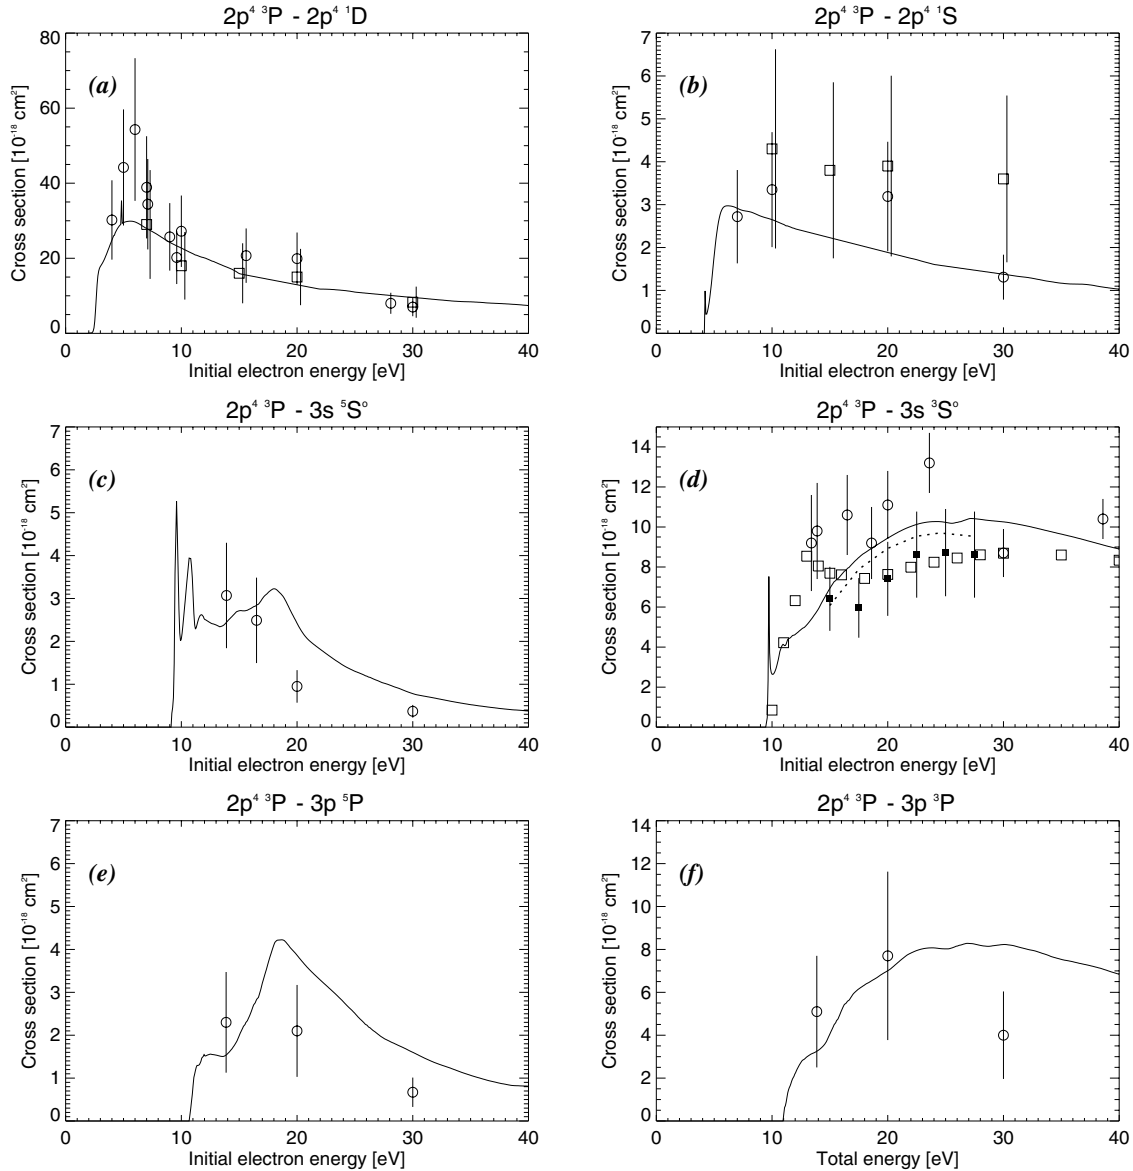 2p⁴ ³P - 2p⁴ ¹D
(a)
Cross section [10⁻¹⁸ cm²]
80
60
40
20
0
0 10 20 30 40
Initial electron energy [eV]
2p⁴ ³P - 2p⁴ ¹S
(b)
Cross section [10⁻¹⁸ cm²]
7
6
5
4
3
2
1
0
0 10 20 30 40
Initial electron energy [eV]
2p⁴ ³P - 3s ⁵Sᵒ
(c)
Cross section [10⁻¹⁸ cm²]
7
6
5
4
3
2
1
0
0 10 20 30 40
Initial electron energy [eV]
2p⁴ ³P - 3s ³Sᵒ
(d)
Cross section [10⁻¹⁸ cm²]
14
12
10
8
6
4
2
0
0 10 20 30 40
Initial electron energy [eV]
2p⁴ ³P - 3p ⁵P
(e)
Cross section [10⁻¹⁸ cm²]
7
6
5
4
3
2
1
0
0 10 20 30 40
Initial electron energy [eV]
2p⁴ ³P - 3p ³P
(f)
Cross section [10⁻¹⁸ cm²]
14
12
10
8
6
4
2
0
0 10 20 30 40
Total energy [eV]